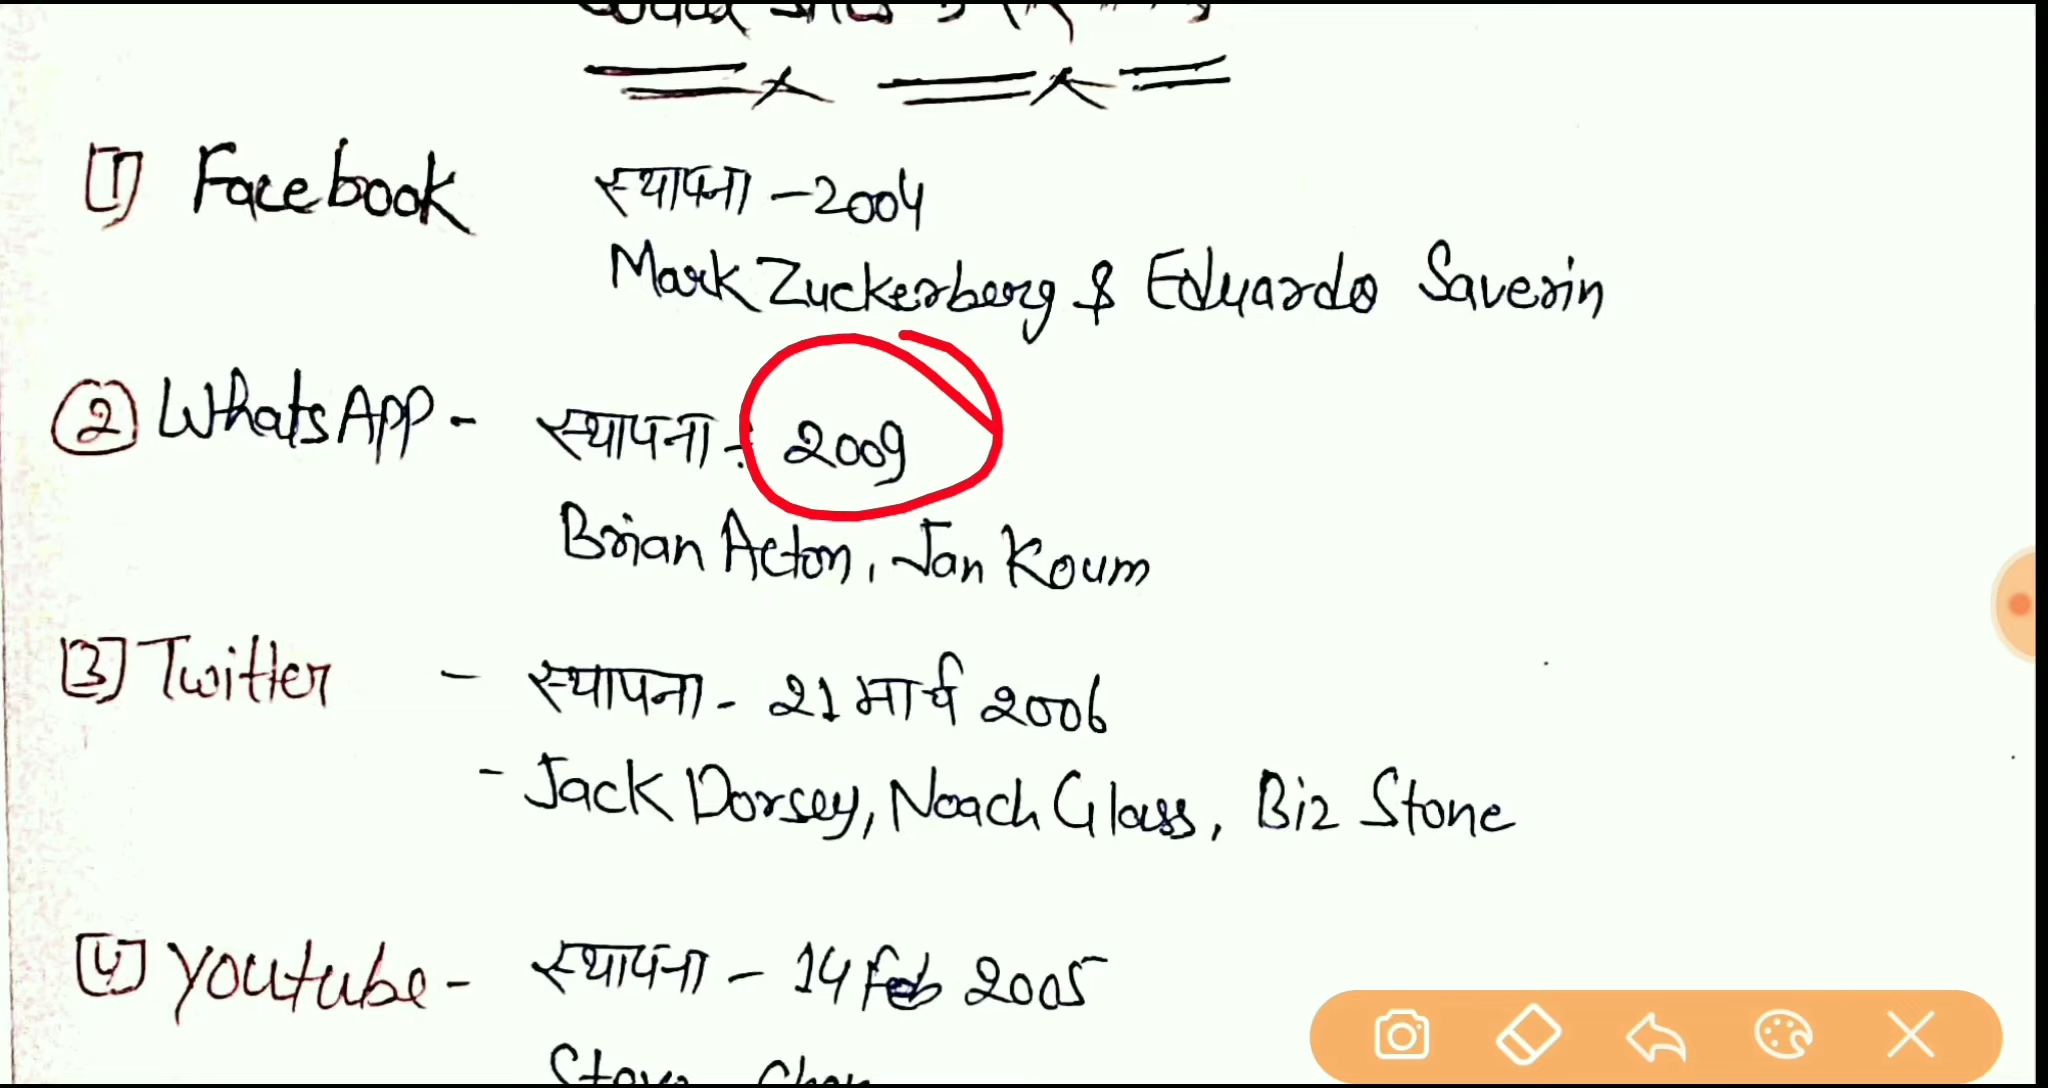 [1] Facebook स्थापना - 2004
Mark Zuckerberg & Eduardo Saverin
2 WhatsApp - स्थापना - 2009
Brian Acton, Jan Koum
[3] Twitter - स्थापना - 21 मार्च 2006
- Jack Dorsey, Noach Glass, Biz Stone
[4] Youtube - स्थापना - 14 Feb 2005